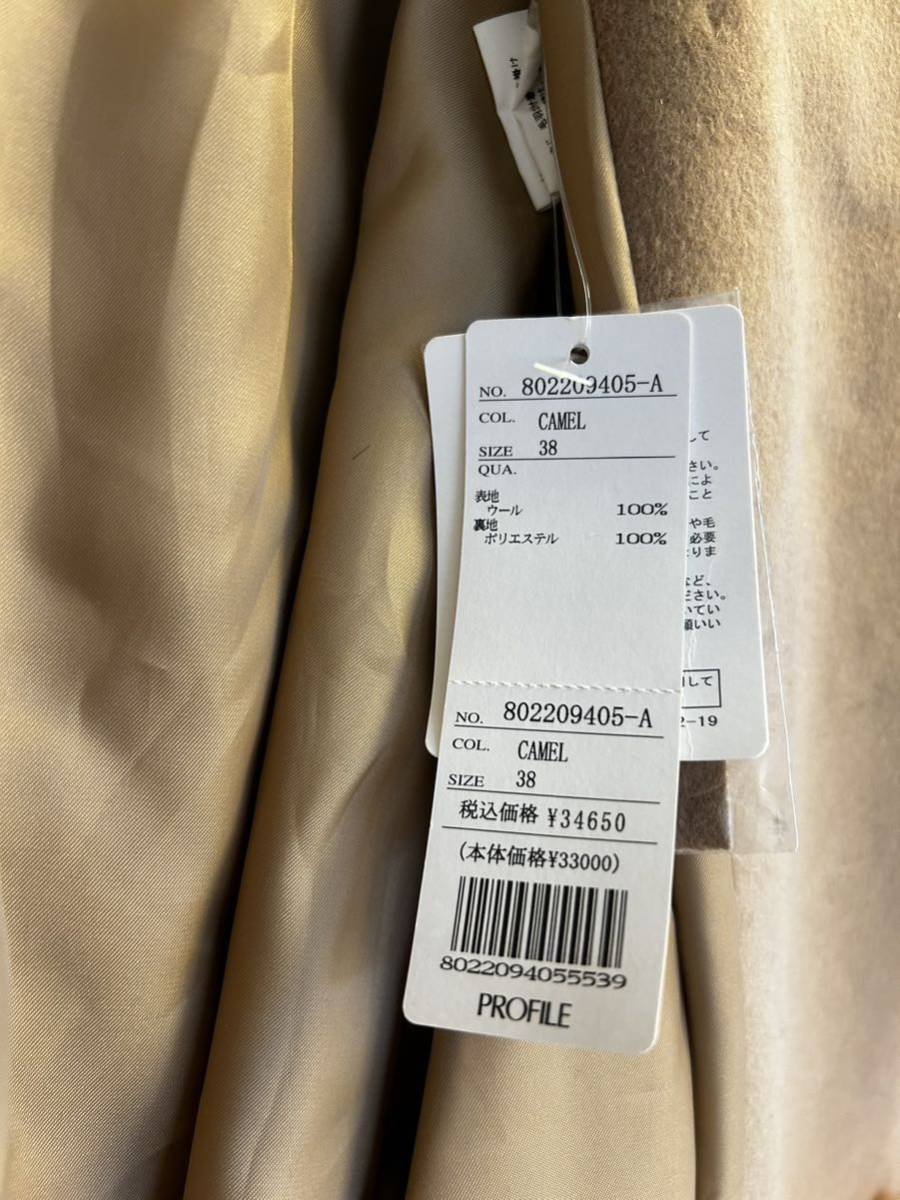 NO. 802209405-A
COL. CAMEL
SIZE 38
QUA.
表地
ウール 100%
裏地
ポリエステル 100%
NO. 802209405-A
COL. CAMEL
SIZE 38
税込価格 ¥34650
(本体価格¥33000)
8022094055539
PROFILE
して
さい。
によ
こと
や毛
必要
りま
など、
ださい。
いてい
願いい
して
2-19